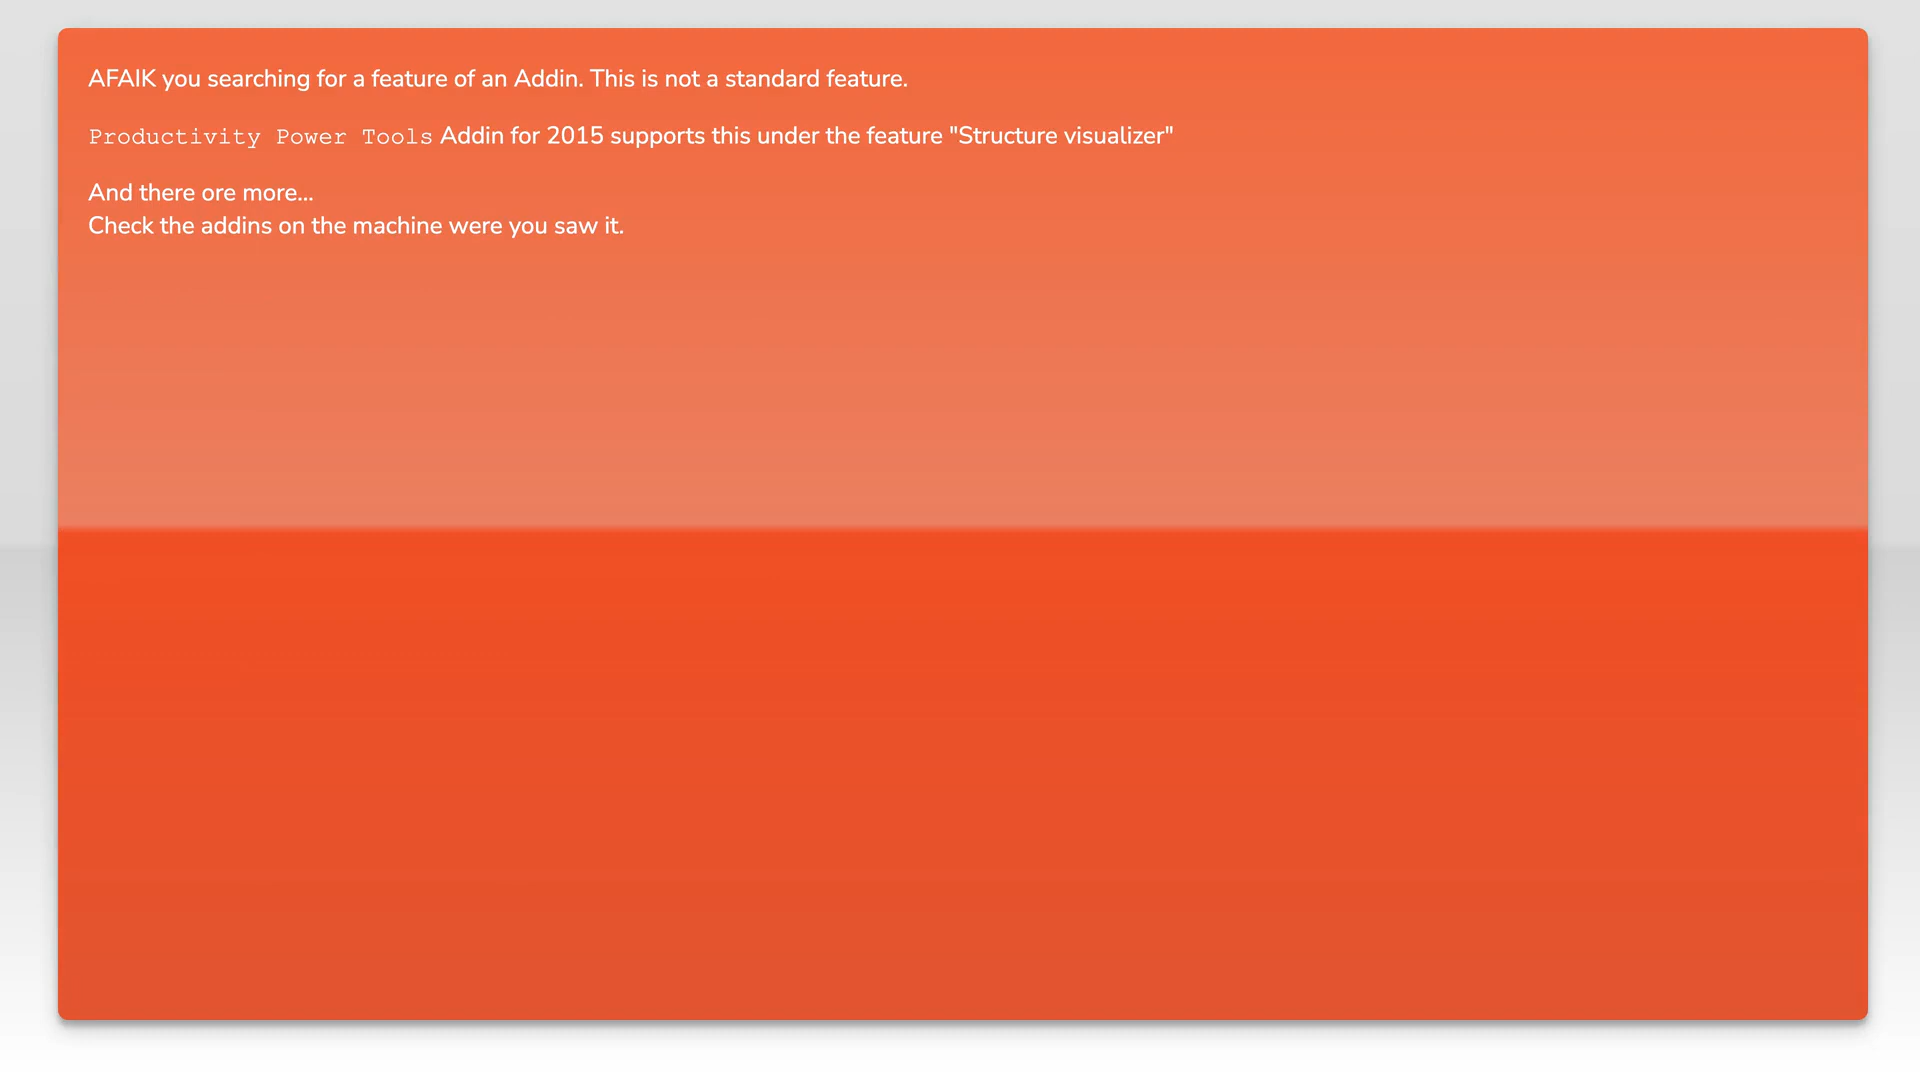 AFAIK you searching for a feature of an Addin. This is not a standard feature.
Productivity Power Tools Addin for 2015 supports this under the feature "Structure visualizer"
And there ore more...
Check the addins on the machine were you saw it.